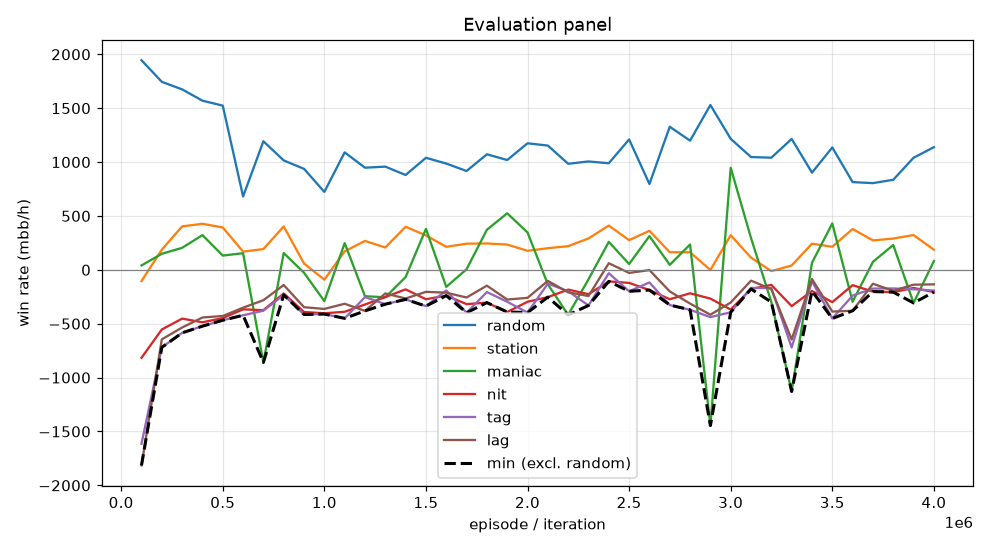 Evaluation panel
win rate (mbb/h)
2000
1500
1000
500
0
−500
−1000
−1500
−2000
random
station
maniac
nit
tag
lag
min (excl. random)
0.0 0.5 1.0 1.5 2.0 2.5 3.0 3.5 4.0
1e6
episode / iteration